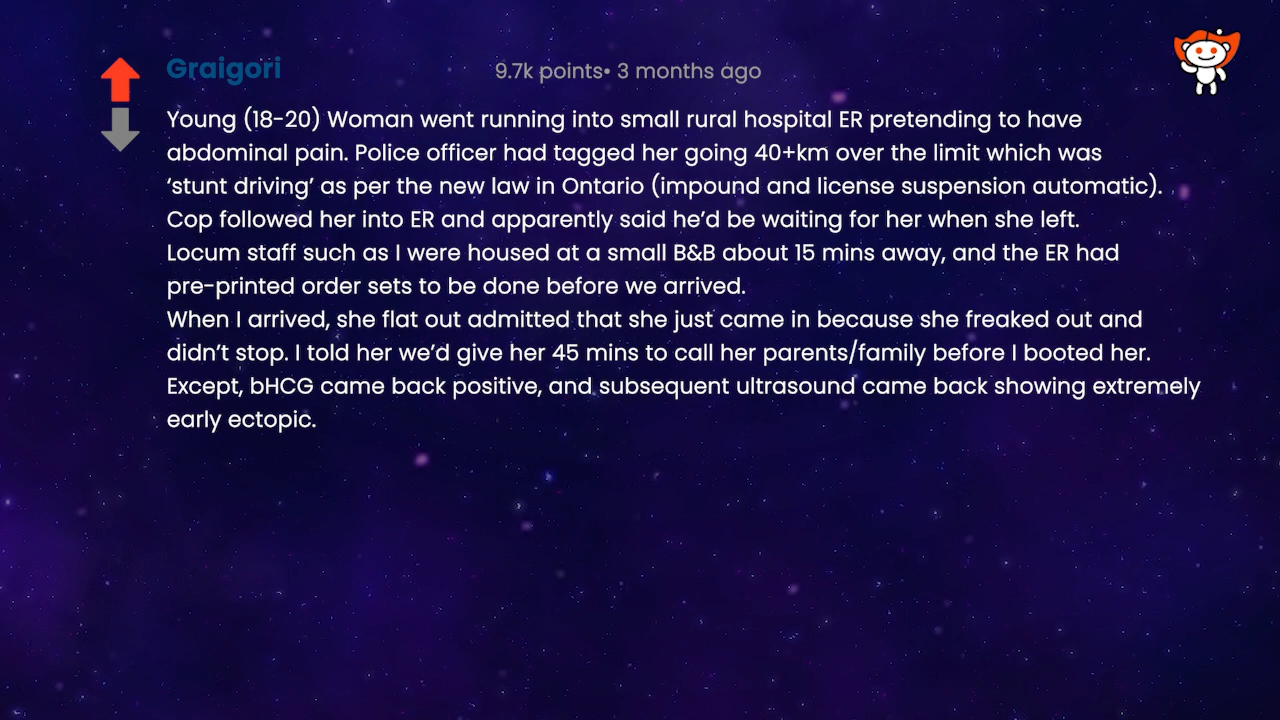 Graigori 9.7k points• 3 months ago
Young (18-20) Woman went running into small rural hospital ER pretending to have
abdominal pain. Police officer had tagged her going 40+km over the limit which was
‘stunt driving’ as per the new law in Ontario (impound and license suspension automatic).
Cop followed her into ER and apparently said he’d be waiting for her when she left.
Locum staff such as I were housed at a small B&B about 15 mins away, and the ER had
pre-printed order sets to be done before we arrived.
When I arrived, she flat out admitted that she just came in because she freaked out and
didn’t stop. I told her we’d give her 45 mins to call her parents/family before I booted her.
Except, bHCG came back positive, and subsequent ultrasound came back showing extremely
early ectopic.